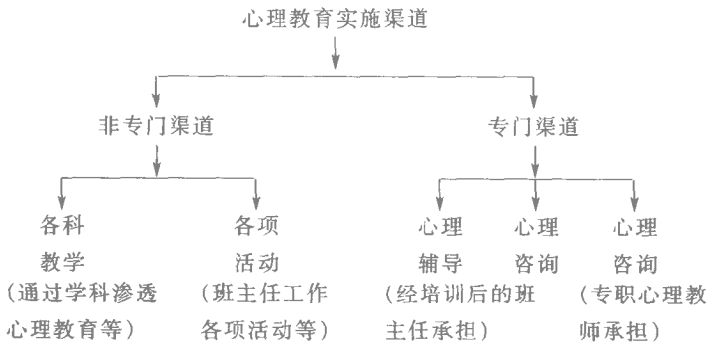 心理教育实施渠道
非专门渠道 专门渠道
各科 各项 心理 心理 心理
教学 活动 辅导 咨询 咨询
(通过学科渗透 (班主任工作 (经培训后的班 (专职心理教
心理教育等) 各项活动等) 主任承担) 师承担)